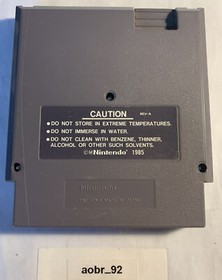 CAUTION
REV-A
• DO NOT STORE IN EXTREME TEMPERATURES.
• DO NOT IMMERSE IN WATER.
• DO NOT CLEAN WITH BENZENE, THINNER,
ALCOHOL OR OTHER SUCH SOLVENTS.
©Nintendo® 1985
aobr_92